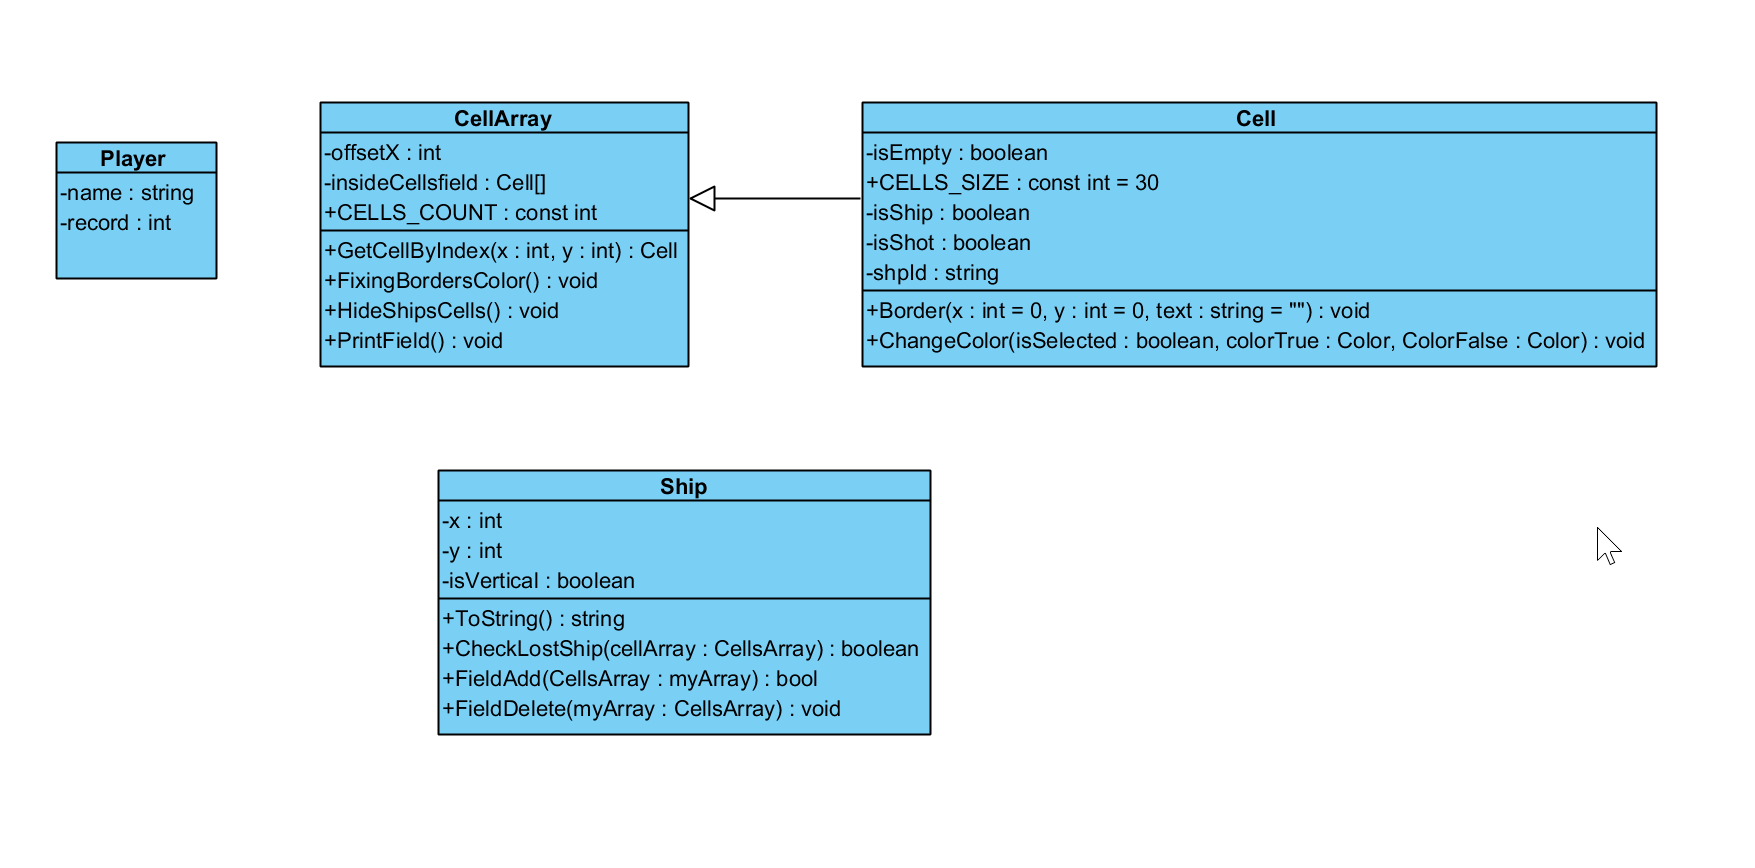 Player
-name : string
-record : int
CellArray
-offsetX : int
-insideCellsfield : Cell[]
+CELLS_COUNT : const int
+GetCellByIndex(x : int, y : int) : Cell
+FixingBordersColor() : void
+HideShipsCells() : void
+PrintField() : void
Cell
-isEmpty : boolean
+CELLS_SIZE : const int = 30
-isShip : boolean
-isShot : boolean
-shpId : string
+Border(x : int = 0, y : int = 0, text : string = "") : void
+ChangeColor(isSelected : boolean, colorTrue : Color, ColorFalse : Color) : void
Ship
-x : int
-y : int
-isVertical : boolean
+ToString() : string
+CheckLostShip(cellArray : CellsArray) : boolean
+FieldAdd(CellsArray : myArray) : bool
+FieldDelete(myArray : CellsArray) : void